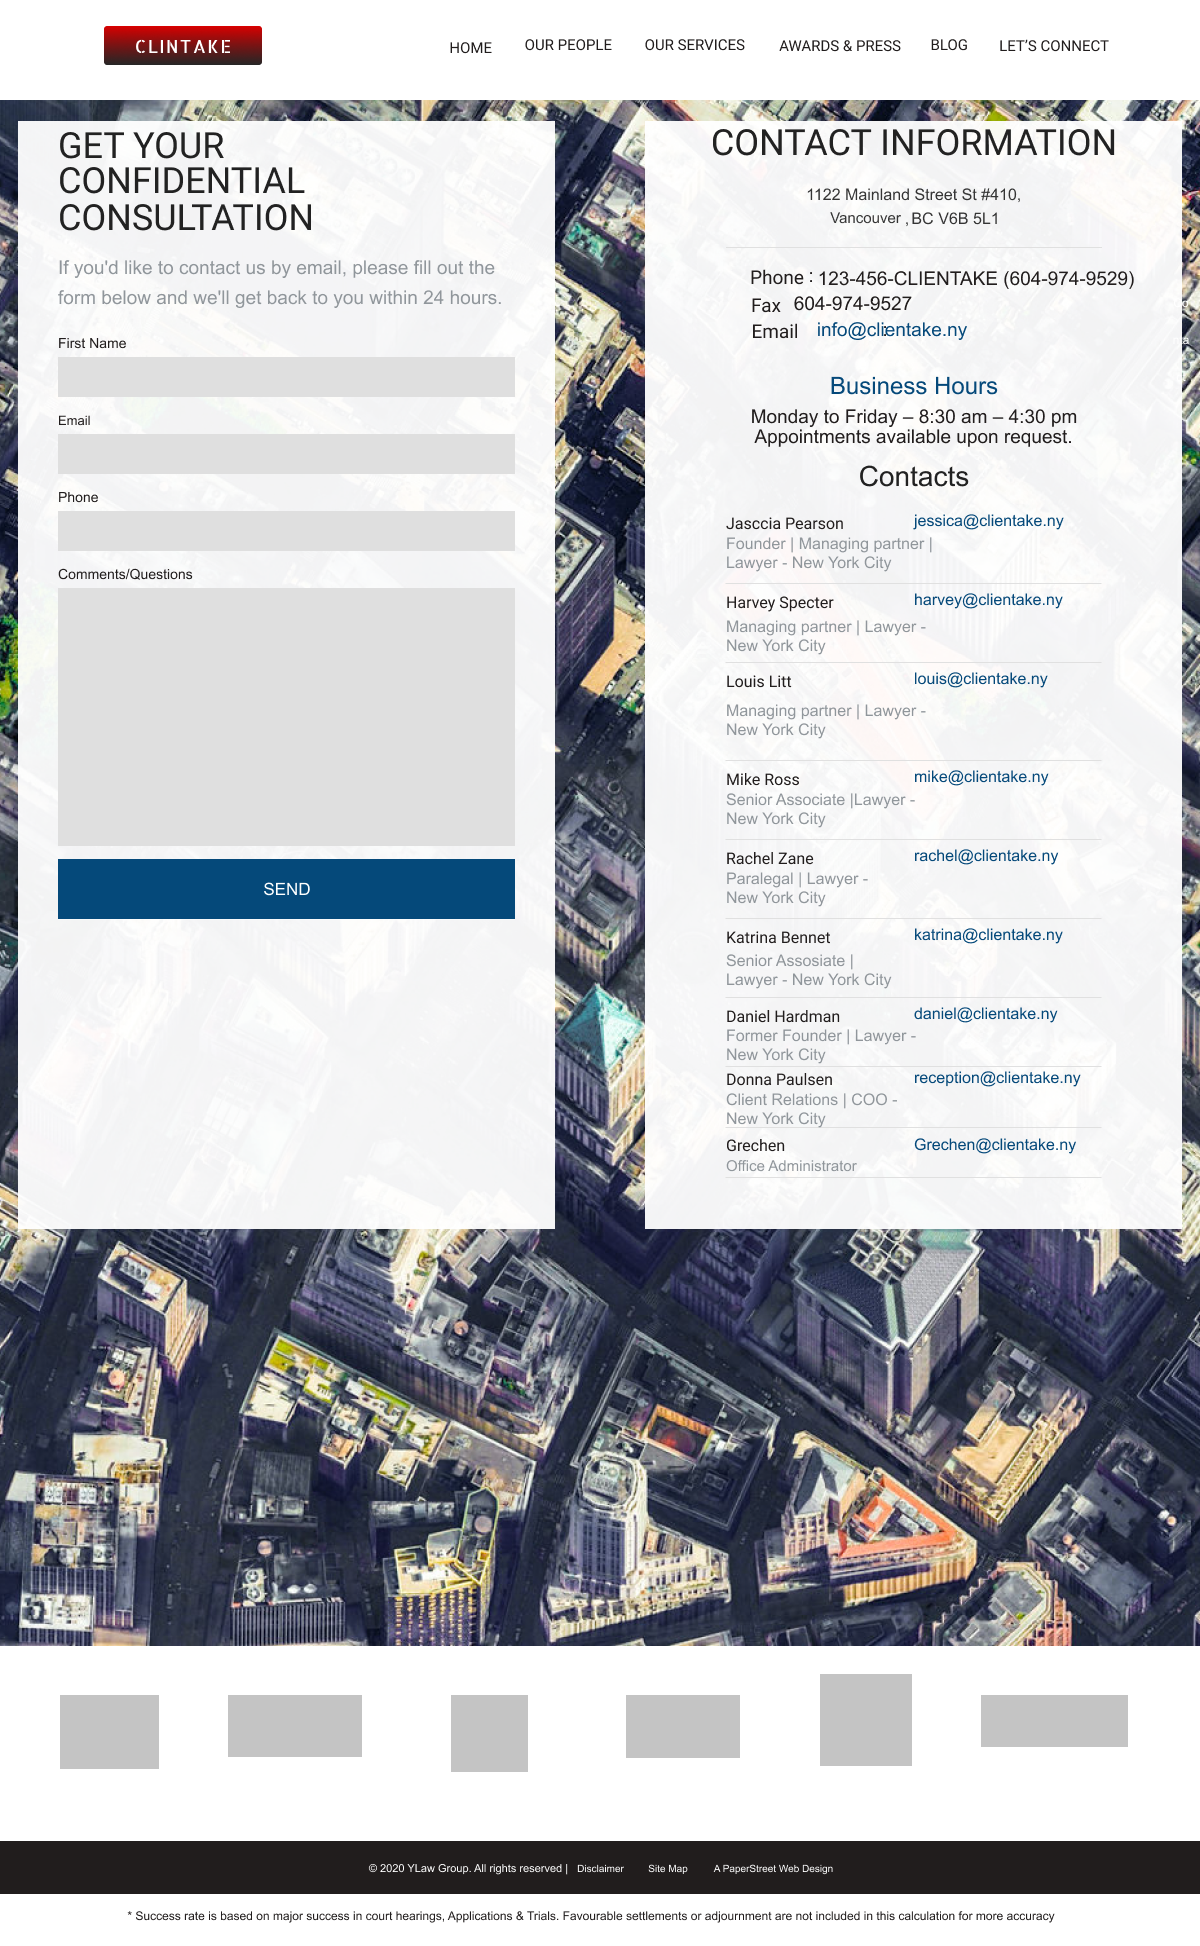 CLINTAKE
HOME
OUR PEOPLE
OUR SERVICES
AWARDS & PRESS
BLOG
LET'S CONNECT
GET YOUR
CONFIDENTIAL
CONSULTATION
If you'd like to contact us by email, please fill out the
form below and we'll get back to you within 24 hours.
First Name
Email
Phone
Comments/Questions
SEND
CONTACT INFORMATION
1122 Mainland Street St #410,
Vancouver , BC V6B 5L1
Phone : 123-456-CLIENTAKE (604-974-9529)
Fax 604-974-9527
Email info@clientake.ny
Business Hours
Monday to Friday – 8:30 am – 4:30 pm
Appointments available upon request.
Contacts
Jasccia Pearson jessica@clientake.ny
Founder | Managing partner |
Lawyer - New York City
Harvey Specter harvey@clientake.ny
Managing partner | Lawyer -
New York City
Louis Litt louis@clientake.ny
Managing partner | Lawyer -
New York City
Mike Ross mike@clientake.ny
Senior Associate |Lawyer -
New York City
Rachel Zane rachel@clientake.ny
Paralegal | Lawyer -
New York City
Katrina Bennet katrina@clientake.ny
Senior Assosiate |
Lawyer - New York City
Daniel Hardman daniel@clientake.ny
Former Founder | Lawyer -
New York City
Donna Paulsen reception@clientake.ny
Client Relations | COO -
New York City
Grechen Grechen@clientake.ny
Office Administrator
© 2020 YLaw Group. All rights reserved | Disclaimer Site Map A PaperStreet Web Design
* Success rate is based on major success in court hearings, Applications & Trials. Favourable settlements or adjournment are not included in this calculation for more accuracy